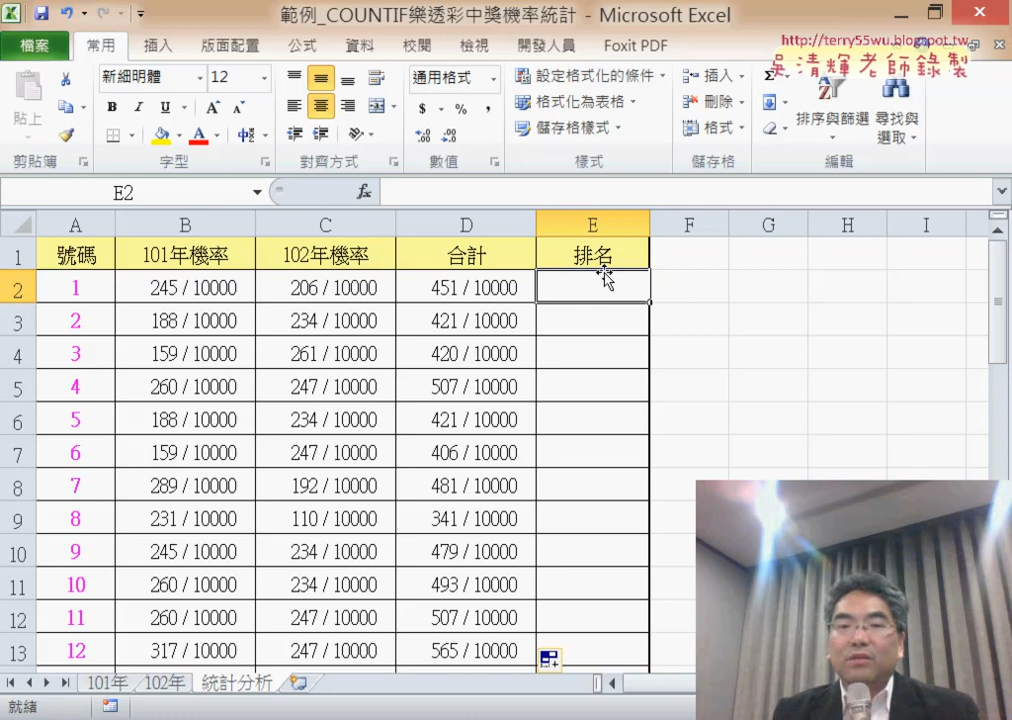 範例_COUNTIF樂透彩中獎機率統計 - Microsoft Excel
http://terry55wu.blogspot.tw
吳清輝老師錄製
檔案 常用 插入 版面配置 公式 資料 校閱 檢視 開發人員 Foxit PDF
貼上
新細明體 12
B I U A A
A 中
通用格式
$ % ,
設定格式化的條件 插入 Σ
格式化為表格 刪除
儲存格樣式 格式
排序與篩選 尋找與選取
剪貼簿 字型 對齊方式 數值 樣式 儲存格 編輯
E2 fx
A B C D E F G H I
1 號碼 101年機率 102年機率 合計 排名
2 1 245 / 10000 206 / 10000 451 / 10000
3 2 188 / 10000 234 / 10000 421 / 10000
4 3 159 / 10000 261 / 10000 420 / 10000
5 4 260 / 10000 247 / 10000 507 / 10000
6 5 188 / 10000 234 / 10000 421 / 10000
7 6 159 / 10000 247 / 10000 406 / 10000
8 7 289 / 10000 192 / 10000 481 / 10000
9 8 231 / 10000 110 / 10000 341 / 10000
10 9 245 / 10000 234 / 10000 479 / 10000
11 10 260 / 10000 234 / 10000 493 / 10000
12 11 260 / 10000 247 / 10000 507 / 10000
13 12 317 / 10000 247 / 10000 565 / 10000
101年 102年 統計分析
就緒